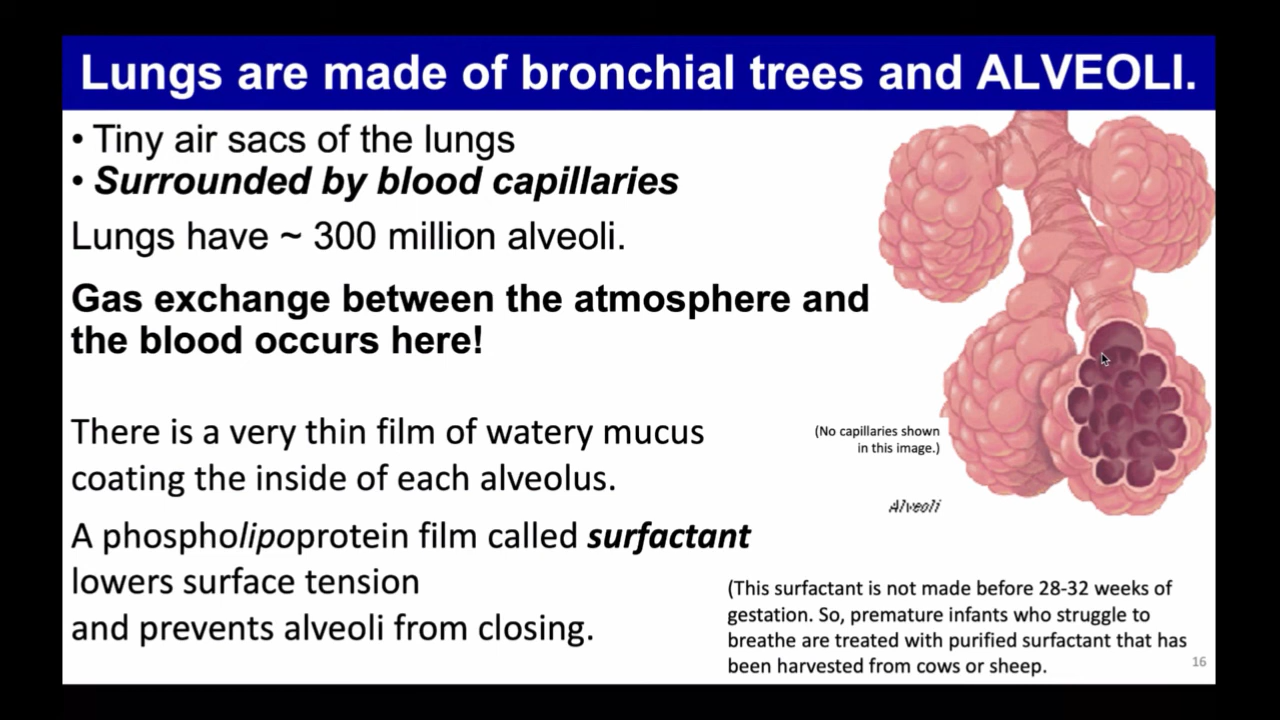 Lungs are made of bronchial trees and ALVEOLI.
• Tiny air sacs of the lungs
• Surrounded by blood capillaries
Lungs have ~ 300 million alveoli.
Gas exchange between the atmosphere and
the blood occurs here!
There is a very thin film of watery mucus
coating the inside of each alveolus.
(No capillaries shown
in this image.)
Alveoli
A phospholipoprotein film called surfactant
lowers surface tension
and prevents alveoli from closing.
(This surfactant is not made before 28-32 weeks of
gestation. So, premature infants who struggle to
breathe are treated with purified surfactant that has
been harvested from cows or sheep.
16